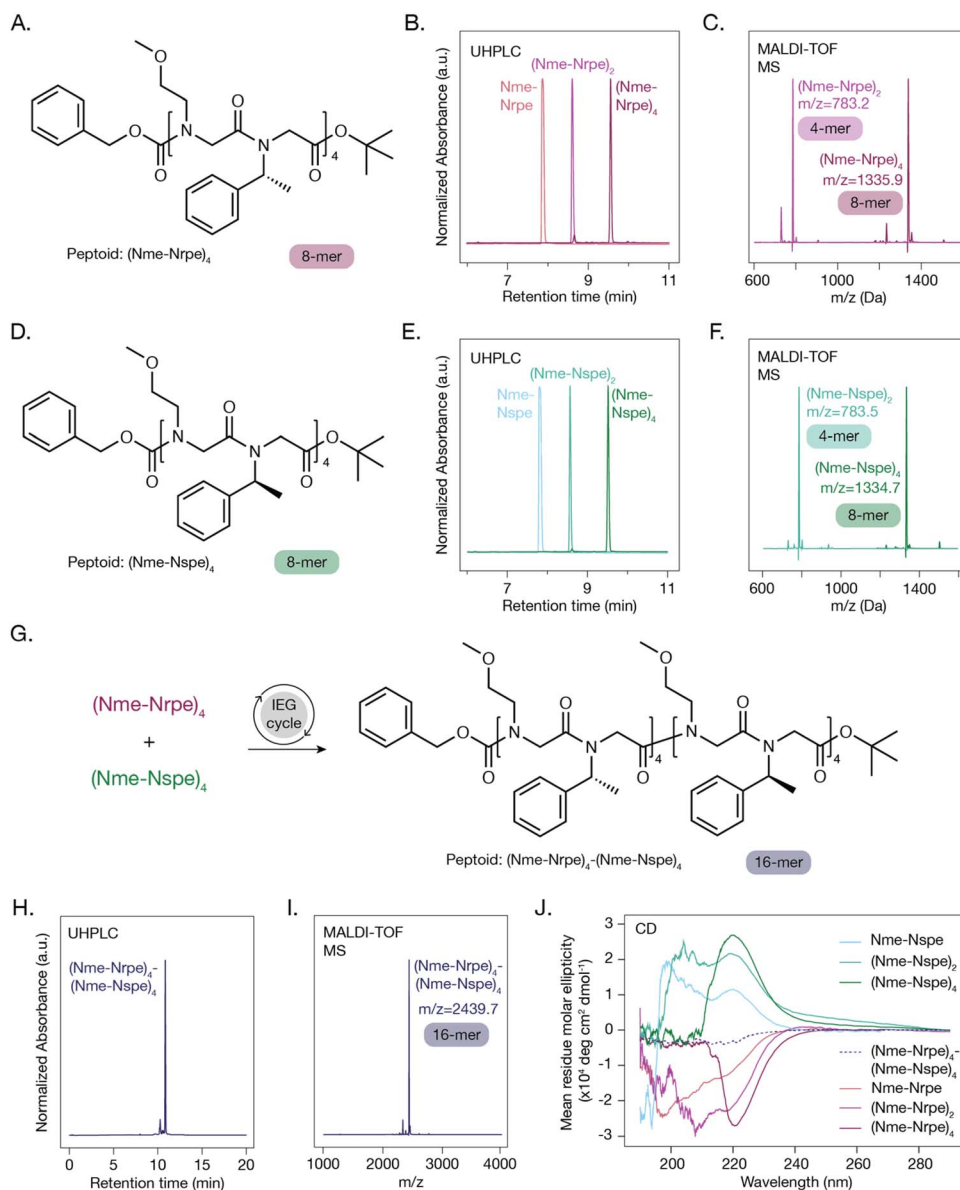 A.
O
N
O
O
O
N
O
O
4
Peptoid: (Nme-Nrpe)4
8-mer
B.
Normalized Absorbance (a.u.)
UHPLC
(Nme-Nrpe)2
Nme-
Nrpe
(Nme-
Nrpe)4
7
9
11
Retention time (min)
C.
MALDI-TOF
MS
(Nme-Nrpe)2
m/z=783.2
4-mer
(Nme-Nrpe)4
m/z=1335.9
8-mer
600
1000
1400
m/z (Da)
D.
O
N
O
O
O
N
O
O
4
Peptoid: (Nme-Nspe)4
8-mer
E.
Normalized Absorbance (a.u.)
UHPLC
(Nme-Nspe)2
Nme-
Nspe
(Nme-
Nspe)4
7
9
11
Retention time (min)
F.
MALDI-TOF
MS
(Nme-Nspe)2
m/z=783.5
4-mer
(Nme-Nspe)4
m/z=1334.7
8-mer
600
1000
1400
m/z (Da)
G.
(Nme-Nrpe)4
+
(Nme-Nspe)4
IEG
cycle
O
O
N
O
O
O
N
O
4
N
O
N
O
O
4
Peptoid: (Nme-Nrpe)4-(Nme-Nspe)4
16-mer
H.
Normalized Absorbance (a.u.)
UHPLC
(Nme-Nrpe)4-
(Nme-Nspe)4
0
10
20
Retention time (min)
I.
MALDI-TOF
MS
(Nme-Nrpe)4-
(Nme-Nspe)4
m/z=2439.7
16-mer
1000
2000
4000
m/z
J.
Mean residue molar ellipticity
(x10⁴ deg cm² dmol⁻¹)
CD
3
2
1
0
-1
-2
-3
Nme-Nspe
(Nme-Nspe)2
(Nme-Nspe)4
(Nme-Nrpe)4-
(Nme-Nspe)4
Nme-Nrpe
(Nme-Nrpe)2
(Nme-Nrpe)4
200
220
240
260
280
Wavelength (nm)